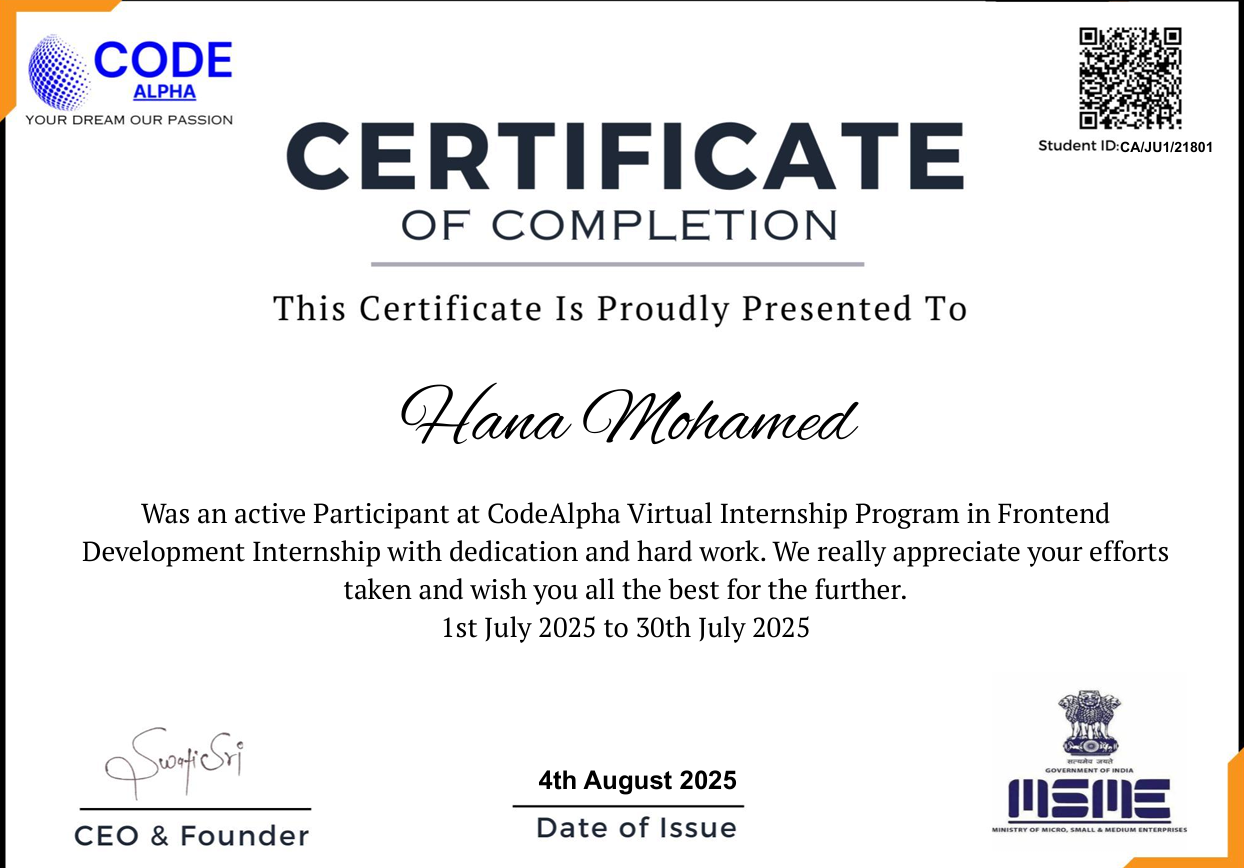 CODE
ALPHA
YOUR DREAM OUR PASSION
Student ID:CA/JU1/21801
CERTIFICATE
OF COMPLETION
This Certificate Is Proudly Presented To
Hana Mohamed
Was an active Participant at CodeAlpha Virtual Internship Program in Frontend
Development Internship with dedication and hard work. We really appreciate your efforts
taken and wish you all the best for the further.
1st July 2025 to 30th July 2025
Swati Sri
CEO & Founder
4th August 2025
Date of Issue
सत्यमेव जयते
GOVERNMENT OF INDIA
MSME
MINISTRY OF MICRO, SMALL & MEDIUM ENTERPRISES